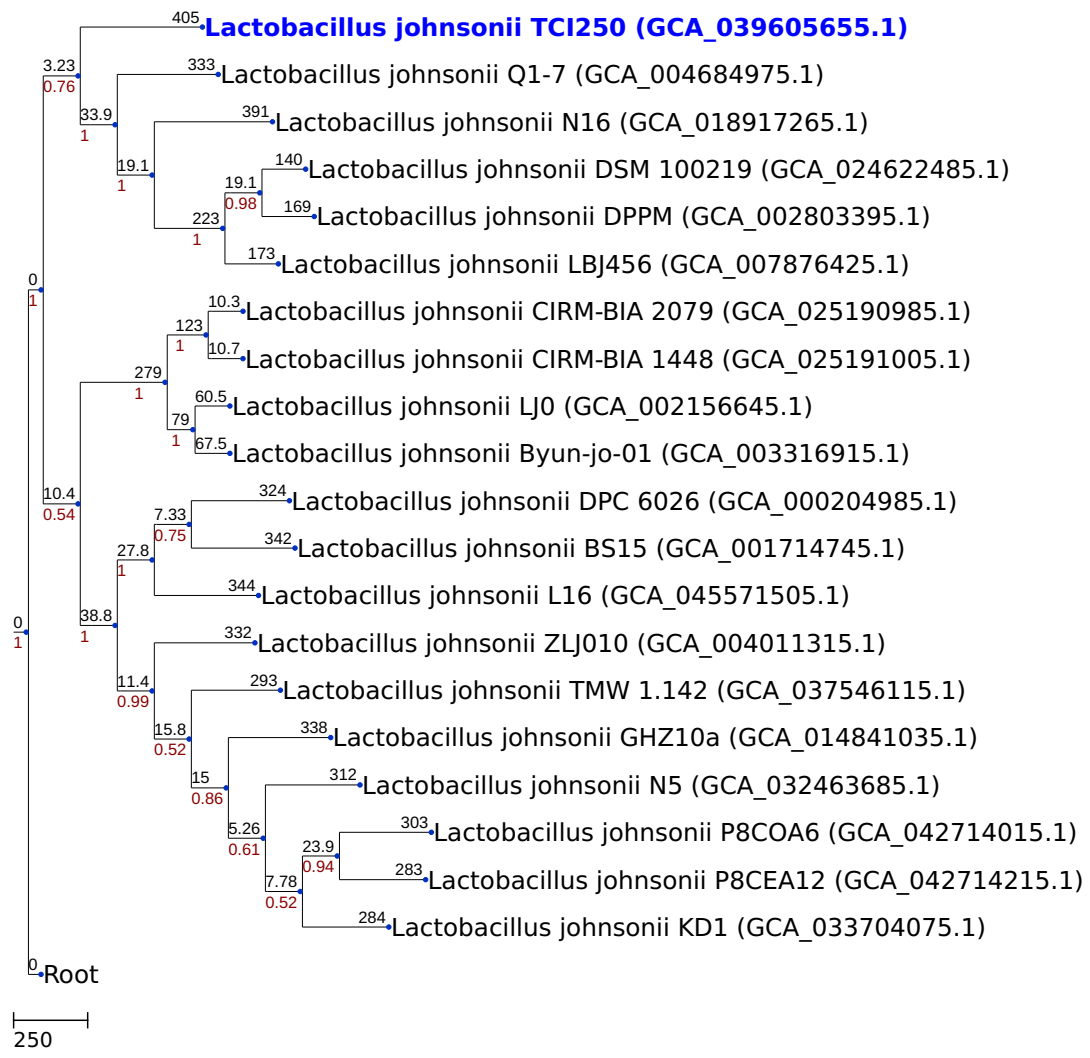 405
Lactobacillus johnsonii TCI250 (GCA_039605655.1)
3.23
0.76
333
Lactobacillus johnsonii Q1-7 (GCA_004684975.1)
33.9
1
391
Lactobacillus johnsonii N16 (GCA_018917265.1)
19.1
1
140
Lactobacillus johnsonii DSM 100219 (GCA_024622485.1)
19.1
0.98
169
Lactobacillus johnsonii DPPM (GCA_002803395.1)
223
1
173
Lactobacillus johnsonii LBJ456 (GCA_007876425.1)
0
1
10.3
Lactobacillus johnsonii CIRM-BIA 2079 (GCA_025190985.1)
123
1
10.7
Lactobacillus johnsonii CIRM-BIA 1448 (GCA_025191005.1)
279
1
60.5
Lactobacillus johnsonii LJ0 (GCA_002156645.1)
79
1
67.5
Lactobacillus johnsonii Byun-jo-01 (GCA_003316915.1)
10.4
0.54
324
Lactobacillus johnsonii DPC 6026 (GCA_000204985.1)
7.33
0.75
342
Lactobacillus johnsonii BS15 (GCA_001714745.1)
27.8
1
344
Lactobacillus johnsonii L16 (GCA_045571505.1)
38.8
1
0
1
332
Lactobacillus johnsonii ZLJ010 (GCA_004011315.1)
11.4
0.99
293
Lactobacillus johnsonii TMW 1.142 (GCA_037546115.1)
15.8
0.52
338
Lactobacillus johnsonii GHZ10a (GCA_014841035.1)
15
0.86
312
Lactobacillus johnsonii N5 (GCA_032463685.1)
5.26
0.61
303
Lactobacillus johnsonii P8COA6 (GCA_042714015.1)
23.9
0.94
283
Lactobacillus johnsonii P8CEA12 (GCA_042714215.1)
7.78
0.52
284
Lactobacillus johnsonii KD1 (GCA_033704075.1)
0
Root
250